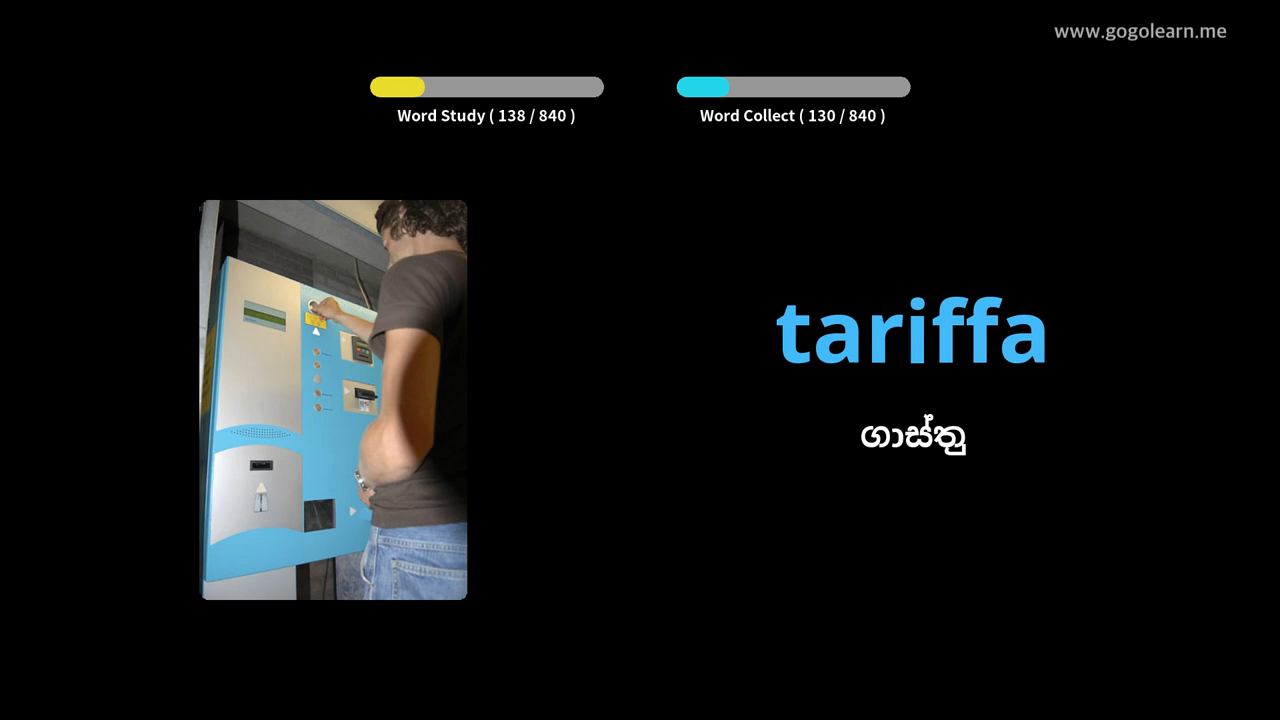 www.gogolearn.me
Word Study ( 138 / 840 )
Word Collect ( 130 / 840 )
tariffa
ගාස්තු